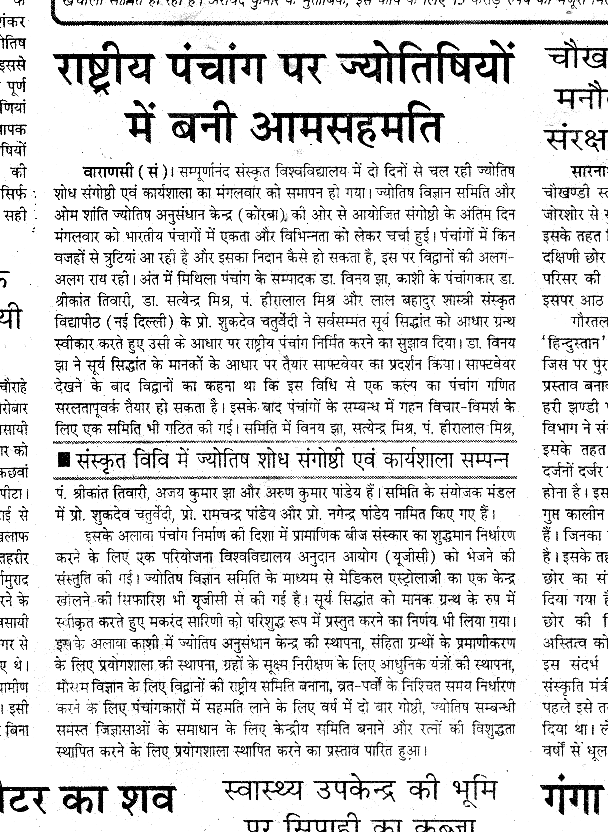 राष्ट्रीय पंचांग पर ज्योतिषियों
में बनी आमसहमति
वाराणसी (सं)। सम्पूर्णानंद संस्कृत विश्वविद्यालय में दो दिनों से चल रही ज्योतिष
शोध संगोष्ठी एवं कार्यशाला का मंगलवार को समापन हो गया। ज्योतिष विज्ञान समिति और
ओम शांति ज्योतिष अनुसंधान केन्द्र (कोरबा), की ओर से आयोजित संगोष्ठी के अंतिम दिन
मंगलवार को भारतीय पंचागों में एकता और विभिन्नता को लेकर चर्चा हुई। पंचांगों में किन
वजहों से त्रुटियां आ रही है और इसका निदान कैसे हो सकता है, इस पर विद्वानों की अलग-
अलग राय रही। अंत में मिथिला पंचांग के सम्पादक डा. विनय झा, काशी के पंचांगकार डा.
श्रीकांत तिवारी, डा. सत्येन्द्र मिश्र, पं. हीरालाल मिश्र और लाल बहादुर शास्त्री संस्कृत
विद्यापीठ (नई दिल्ली) के प्रो. शुकदेव चतुर्वेदी ने सर्वसम्मत सूर्य सिद्धांत को आधार ग्रन्थ
स्वीकार करते हुए उसी के आधार पर राष्ट्रीय पंचांग निर्मित करने का सुझाव दिया। डा. विनय
झा ने सूर्य सिद्धांत के मानकों के आधार पर तैयार साफ्टवेयर का प्रदर्शन किया। साफ्टवेयर
देखने के बाद विद्वानों का कहना था कि इस विधि से एक कल्प का पंचांग गणित
सरलतापूवर्क तैयार हो सकता है। इसके बाद पंचांगों के सम्बन्ध में गहन विचार-विमर्श के
लिए एक समिति भी गठित की गई। समिति में विनय झा, सत्येन्द्र मिश्र, पं. हीरालाल मिश्र,
■ संस्कृत विवि में ज्योतिष शोध संगोष्ठी एवं कार्यशाला सम्पन्न
पं. श्रीकांत तिवारी, अजय कुमार झा और अरुण कुमार पांडेय हैं। समिति के संयोजक मंडल
में प्रो. शुकदेव चतुर्वेदी, प्रो. रामचन्द्र पांडेय और प्रो. नगेन्द्र पांडेय नामित किए गए हैं।
इसके अलावा पंचांग निर्माण की दिशा में प्रामाणिक बीज संस्कार का शुद्धमान निर्धारण
करने के लिए एक परियोजना विश्वविद्यालय अनुदान आयोग (यूजीसी) को भेजने की
संस्तुति की गई। ज्योतिष विज्ञान समिति के माध्यम से मेडिकल एस्ट्रोलाजी का एक केन्द्र
खोलने की सिफारिश भी यूजीसी से की गई है। सूर्य सिद्धांत को मानक ग्रन्थ के रुप में
स्वीकृत करते हुए मकरंद सारिणी को परिशुद्ध रूप में प्रस्तुत करने का निर्णय भी लिया गया।
इसके अलावा काशी में ज्योतिष अनुसंधान केन्द्र की स्थापना, संहिता ग्रन्थों के प्रमाणीकरण
के लिए प्रयोगशाला की स्थापना, ग्रहों के सूक्ष्म निरीक्षण के लिए आधुनिक यंत्रों की स्थापना,
मौसम विज्ञान के लिए विद्वानों की राष्ट्रीय समिति बनाना, व्रत-पर्वों के निश्चित समय निर्धारण
करने के लिए पंचांगकारों में सहमति लाने के लिए वर्ष में दो बार गोष्ठी, ज्योतिष सम्बन्धी
समस्त जिज्ञासाओं के समाधान के लिए केन्द्रीय समिति बनाने और रत्नों की विशुद्धता
स्थापित करने के लिए प्रयोगशाला स्थापित करने का प्रस्ताव पारित हुआ।
टर का शव
स्वास्थ्य उपकेन्द्र की भूमि
पर सिपाही का कब्जा
चौख
मनौ
संरक्ष
सारना
चौखण्डी स्त
जोरशोर से
इसके तहत
दक्षिणी छोर
परिसर की
इसपर आठ
गौरतल
'हिन्दुस्तान'
जिस पर पु
प्रस्ताव बना
हरी झण्डी
विभाग ने सं
इसके तहत
दर्जनों दर्जर
होना है। इस
गुप्त कालीन
हैं। जिनका
है। इसके तह
छोर का सं
दिया गया है
छोर की
अस्तित्व को
इस संदर्भ
संस्कृति मंत्री
पहले इसे त
दिया था। ले
वर्षों से धूल
गंगा